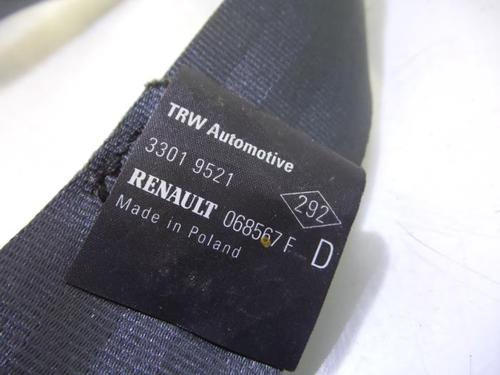 TRW Automotive
3301 9521
RENAULT 068567 F
292
Made in Poland
D